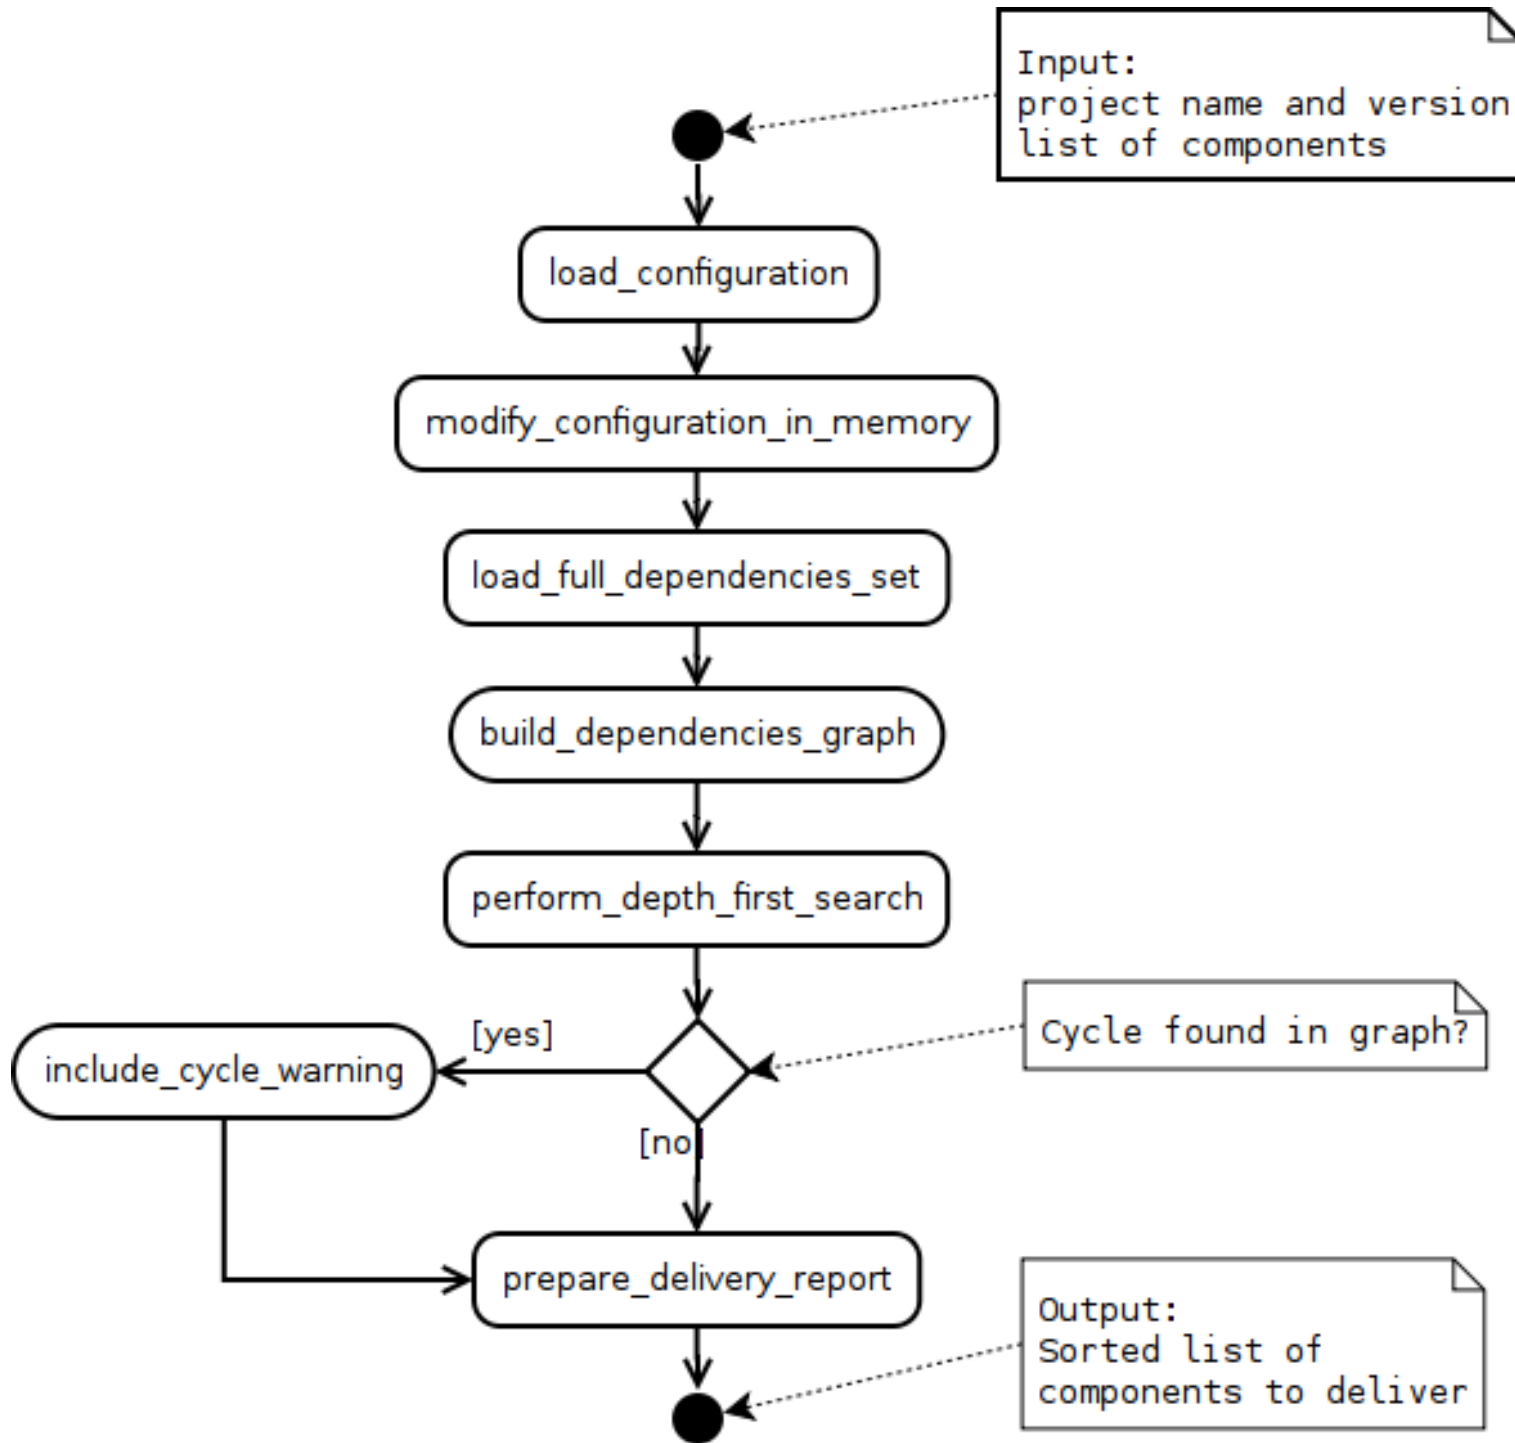 Input:
project name and version
list of components
load_configuration
modify_configuration_in_memory
load_full_dependencies_set
build_dependencies_graph
perform_depth_first_search
Cycle found in graph?
[yes]
include_cycle_warning
[no]
prepare_delivery_report
Output:
Sorted list of
components to deliver